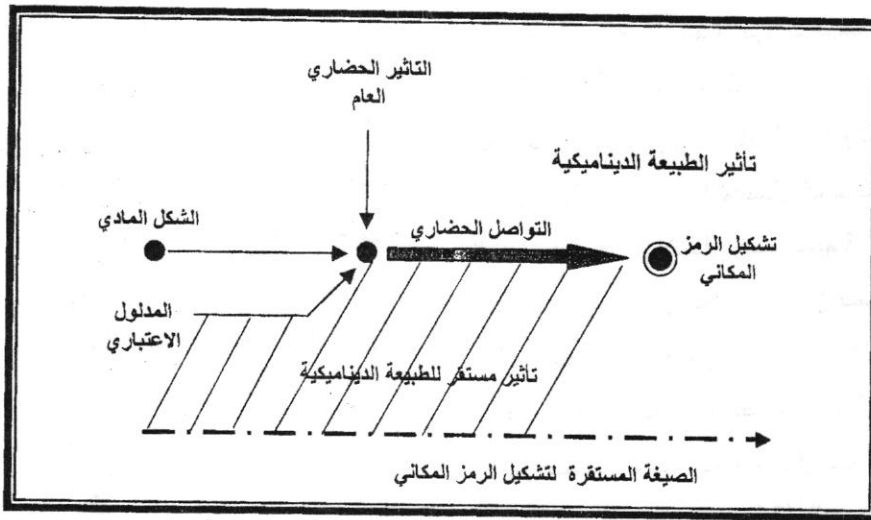 التاثير الحضاري
العام
تأثير الطبيعة الديناميكية
الشكل المادي
التواصل الحضاري
تشكيل الرمز
المكاني
المدلول
الاعتباري
تأثير مستقر للطبيعة الديناميكية
الصيغة المستقرة لتشكيل الرمز المكاني